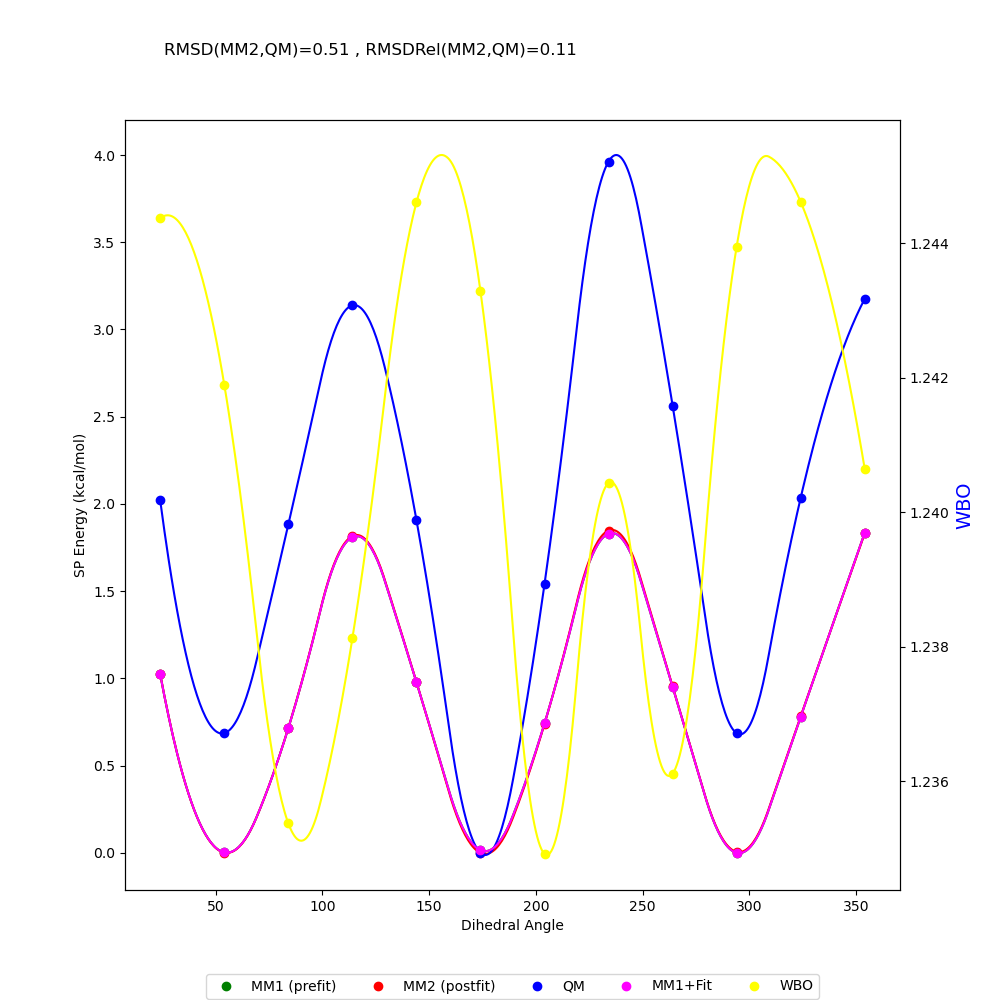 RMSD(MM2,QM)=0.51 , RMSDRel(MM2,QM)=0.11
4.0
3.5
3.0
2.5
2.0
1.5
1.0
0.5
0.0
SP Energy (kcal/mol)
1.244
1.242
1.240
1.238
1.236
WBO
50 100 150 200 250 300 350
Dihedral Angle
MM1 (prefit) MM2 (postfit) QM MM1+Fit WBO